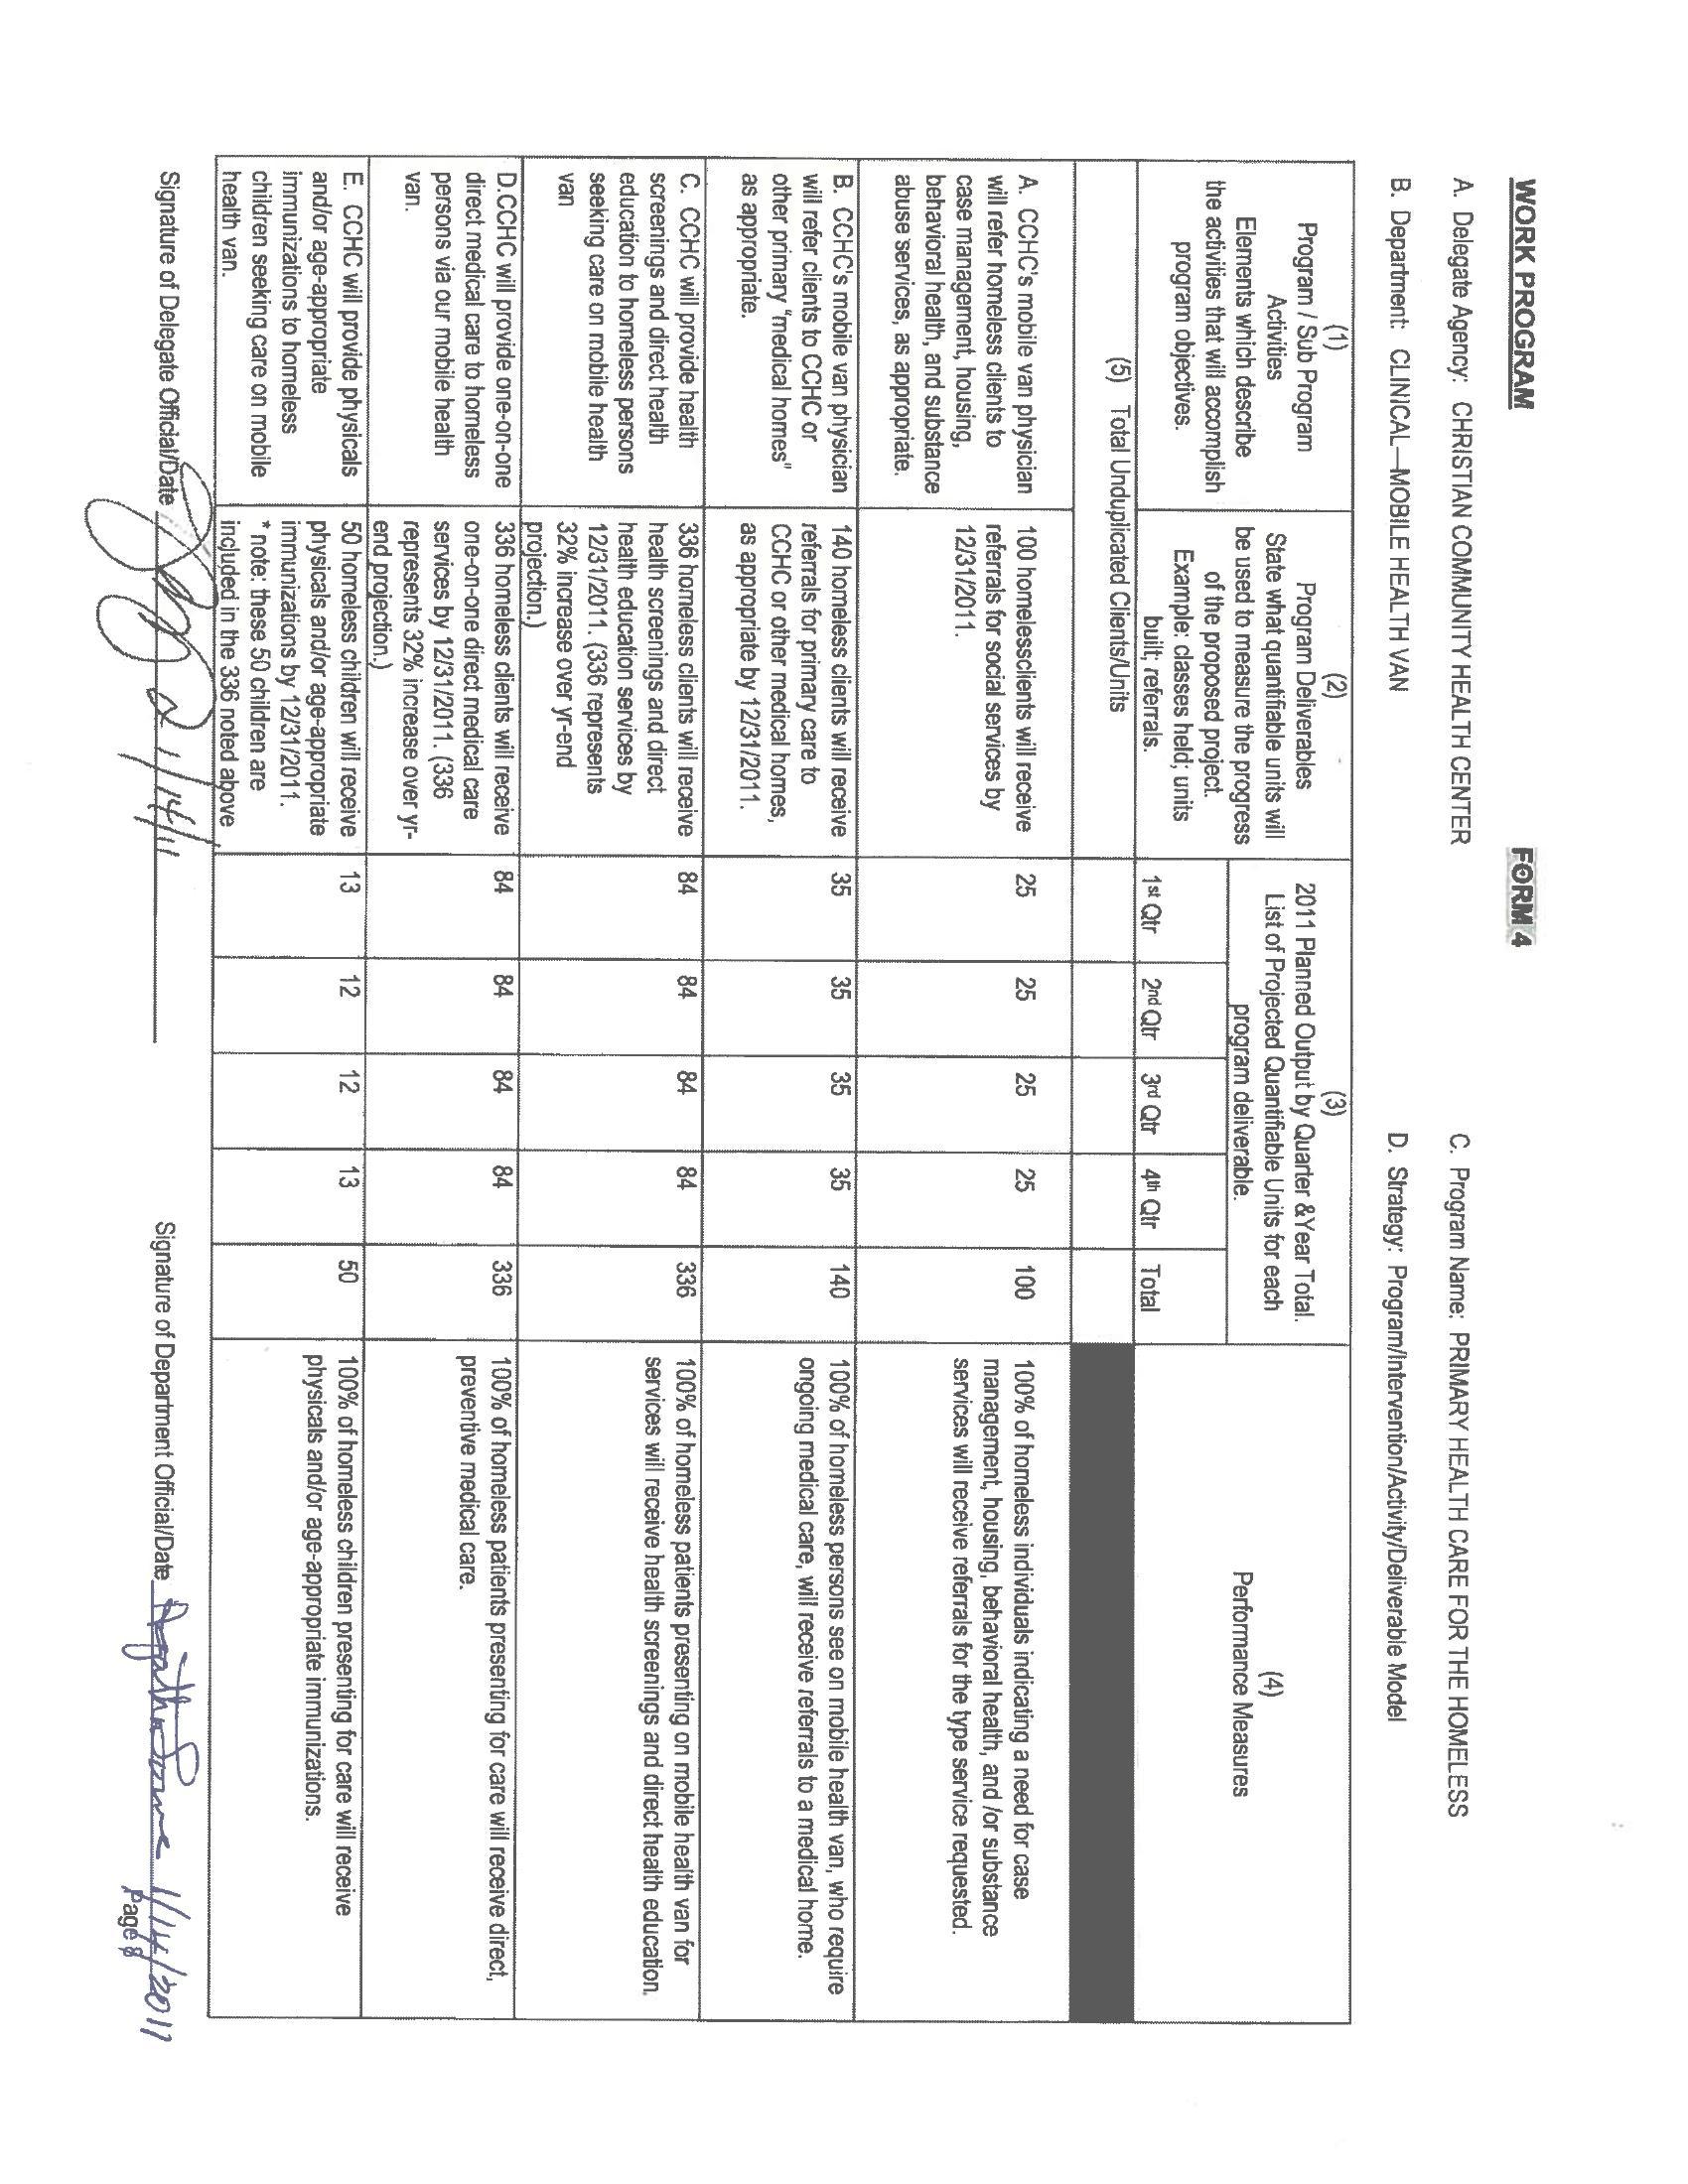 WORK PROGRAM
FORM 4
A. Delegate Agency: CHRISTIAN COMMUNITY HEALTH CENTER
C. Program Name: PRIMARY HEALTH CARE FOR THE HOMELESS
B. Department: CLINICAL—MOBILE HEALTH VAN
D. Strategy: Program/Intervention/Activity/Deliverable Model
(1)
Program / Sub Program
Activities
Elements which describe
the activities that will accomplish
program objectives.
(2)
Program Deliverables
State what quantifiable units will
be used to measure the progress
of the proposed project.
Example: classes held; units
built; referrals.
(3)
2011 Planned Output by Quarter &Year Total.
List of Projected Quantifiable Units for each
program deliverable.
1st Qtr
2nd Qtr
3rd Qtr
4th Qtr
Total
(4)
Performance Measures
(5) Total Unduplicated Clients/Units
A. CCHC's mobile van physician
will refer homeless clients to
case management, housing,
behavioral health, and substance
abuse services, as appropriate.
100 homelessclients will receive
referrals for social services by
12/31/2011.
25
25
25
25
100
100% of homeless individuals indicating a need for case
management, housing, behavioral health, and /or substance
services will receive referrals for the type service requested.
B. CCHC's mobile van physician
will refer clients to CCHC or
other primary "medical homes"
as appropriate.
140 homeless clients will receive
referrals for primary care to
CCHC or other medical homes,
as appropriate by 12/31/2011.
35
35
35
35
140
100% of homeless persons see on mobile health van, who require
ongoing medical care, will receive referrals to a medical home.
C. CCHC will provide health
screenings and direct health
education to homeless persons
seeking care on mobile health
van
336 homeless clients will receive
health screenings and direct
health education services by
12/31/2011. (336 represents
32% increase over yr-end
projection.)
84
84
84
84
336
100% of homeless patients presenting on mobile health van for
services will receive health screenings and direct health education.
D.CCHC will provide one-on-one
direct medical care to homeless
persons via our mobile health
van.
336 homeless clients will receive
one-on-one direct medical care
services by 12/31/2011. (336
represents 32% increase over yr-
end projection.)
84
84
84
84
336
100% of homeless patients presenting for care will receive direct,
preventive medical care.
E. CCHC will provide physicals
and/or age-appropriate
immunizations to homeless
children seeking care on mobile
health van.
50 homeless children will receive
physicals and/or age-appropriate
immunizations by 12/31/2011.
* note: these 50 children are
included in the 336 noted above
13
12
12
13
50
100% of homeless children presenting for care will receive
physicals and/or age-appropriate immunizations.
Signature of Delegate Official/Date 1/14/11
Signature of Department Official/Date 1/14/2011
Page 8